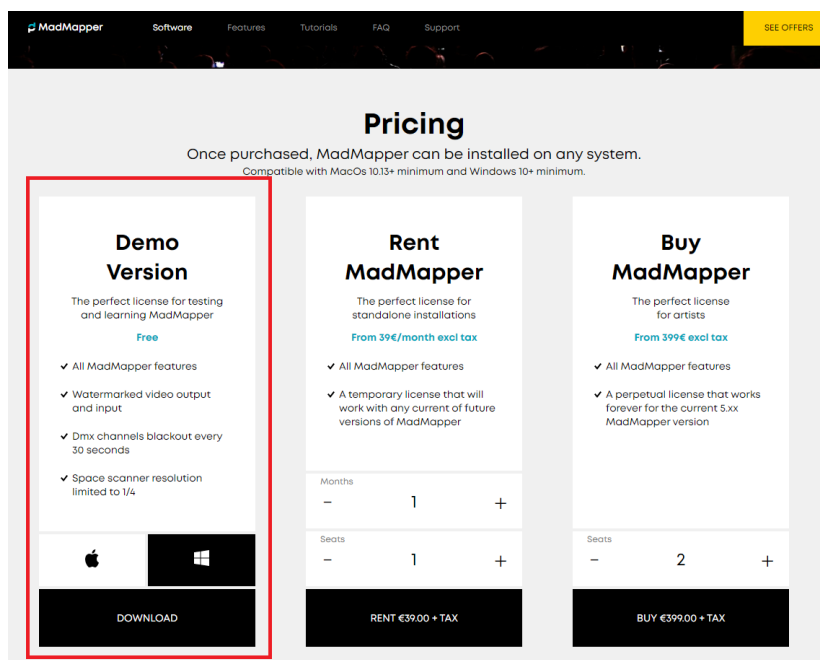 MadMapper Software Features Tutorials FAQ Support SEE OFFERS
Pricing
Once purchased, MadMapper can be installed on any system.
Compatible with MacOs 10.13+ minimum and Windows 10+ minimum.
Demo
Version
The perfect license for testing
and learning MadMapper
Free
All MadMapper features
Watermarked video output
and input
Dmx channels blackout every
30 seconds
Space scanner resolution
limited to 1/4
DOWNLOAD
Rent
MadMapper
The perfect license for
standalone installations
From 39€/month excl tax
All MadMapper features
A temporary license that will
work with any current of future
versions of MadMapper
Months
- 1 +
Seats
- 1 +
RENT €39.00 + TAX
Buy
MadMapper
The perfect license
for artists
From 399€ excl tax
All MadMapper features
A perpetual license that works
forever for the current 5.xx
MadMapper version
Seats
- 2 +
BUY €399.00 + TAX